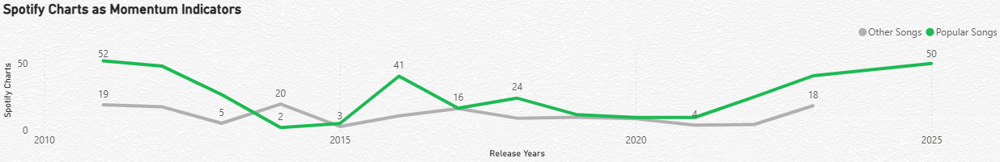 Spotify Charts as Momentum Indicators
Other Songs Popular Songs
Spotify Charts
50
0
52
19
5
20
2
3
41
16
24
4
18
50
2010 2015 2020 2025
Release Years